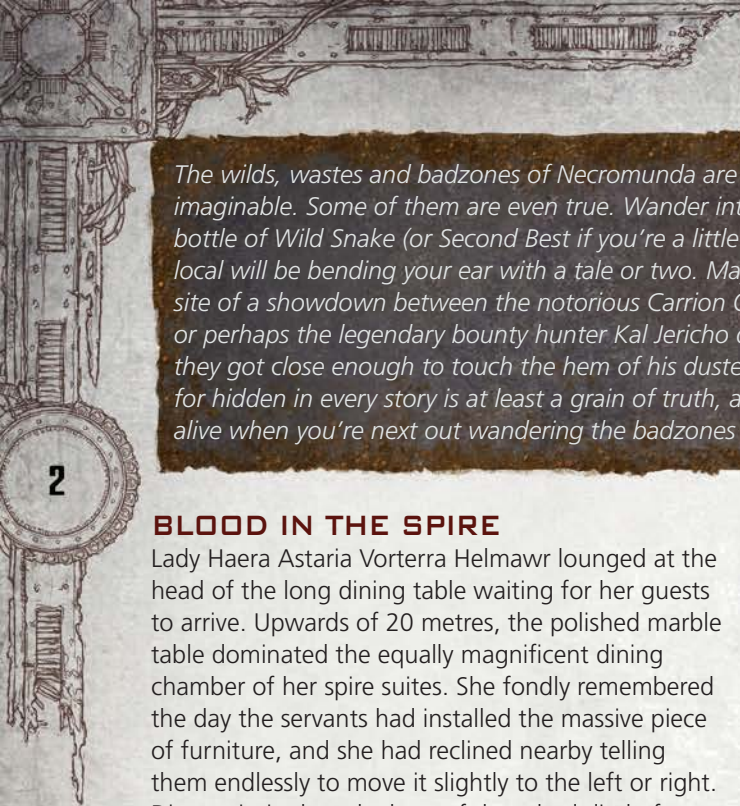 The wilds, wastes and badzones of Necromunda are
imaginable. Some of them are even true. Wander int
bottle of Wild Snake (or Second Best if you're a little
local will be bending your ear with a tale or two. Ma
site of a showdown between the notorious Carrion
or perhaps the legendary bounty hunter Kal Jericho
they got close enough to touch the hem of his duste
for hidden in every story is at least a grain of truth, a
alive when you're next out wandering the badzones
2
BLOOD IN THE SPIRE
Lady Haera Astaria Vorterra Helmawr lounged at the
head of the long dining table waiting for her guests
to arrive. Upwards of 20 metres, the polished marble
table dominated the equally magnificent dining
chamber of her spire suites. She fondly remembered
the day the servants had installed the massive piece
of furniture, and she had reclined nearby telling
them endlessly to move it slightly to the left or right.